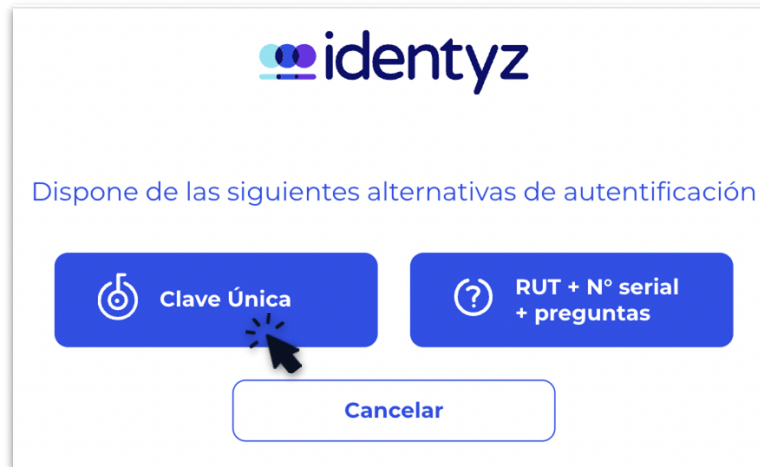 identyz
Dispone de las siguientes alternativas de autentificación
Clave Única
RUT + N° serial
+ preguntas
Cancelar